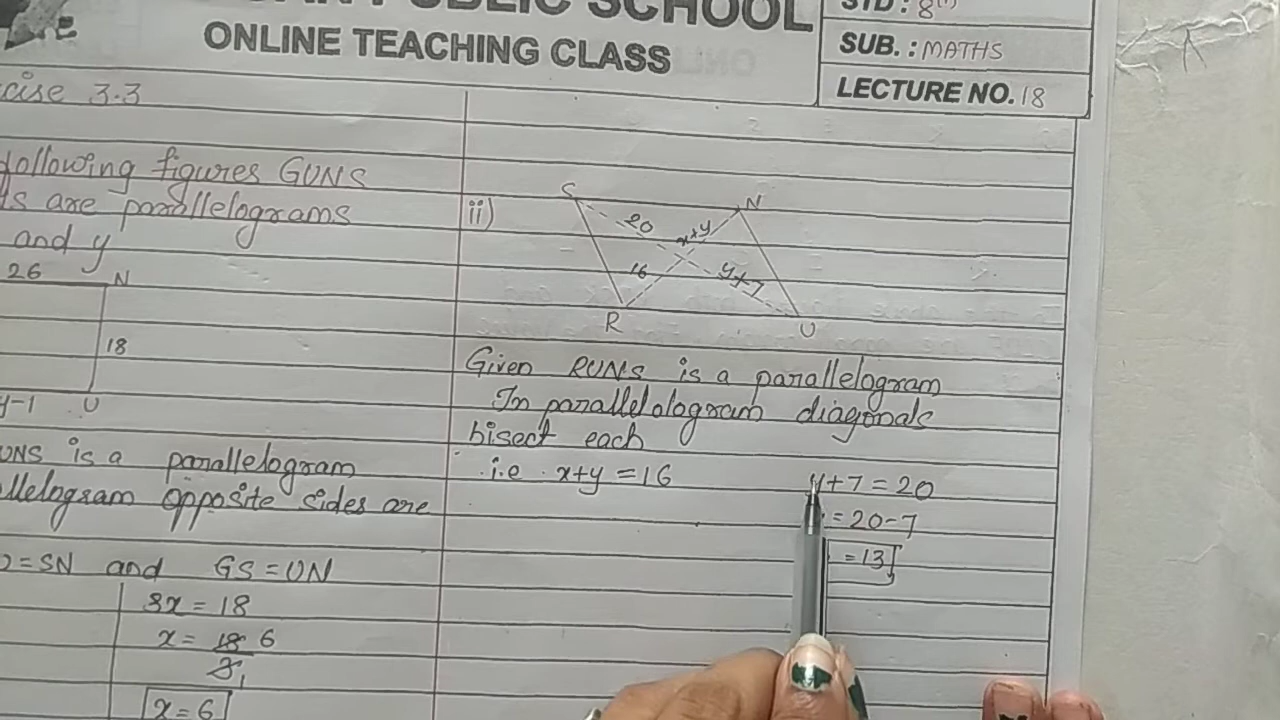 PUBLIC SCHOOL
ONLINE TEACHING CLASS
STD : 8
SUB. : MATHS
LECTURE NO. 18
cise 3.3
following figures GUNS
are parallelograms
and y
26 N
18
y-1 U
UNS is a parallelogram
llelogram opposite sides are
=SN and GS=UN
3x = 18
x = 18 6
3 1
x = 6
ii)
S N
20 x+y
16 y+7
R U
Given RUNS is a parallelogram
In parallelologram diagonals
bisect each
i.e x+y = 16 y+7 = 20
= 20-7
= 13